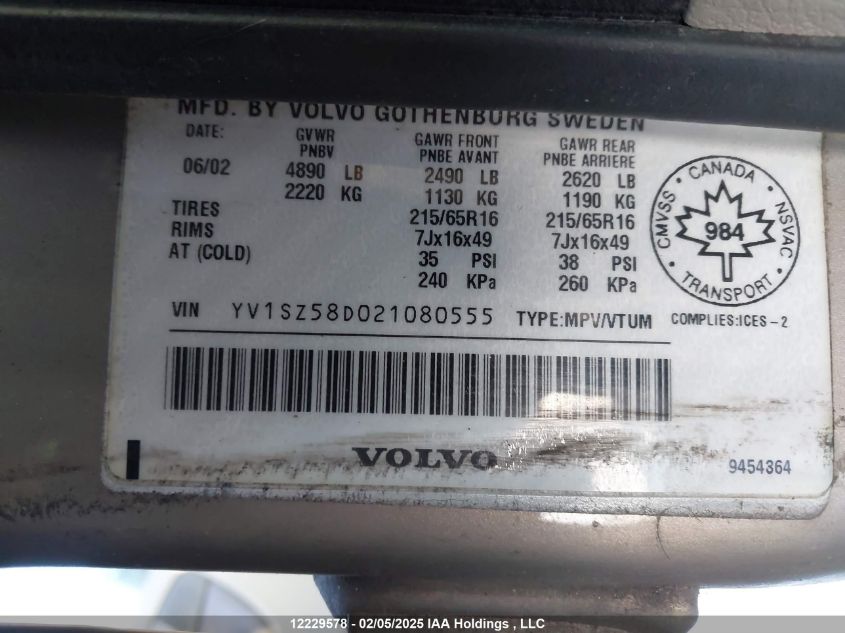 MFD. BY VOLVO GOTHENBURG SWEDEN
DATE: GVWR GAWR FRONT GAWR REAR
PNBV PNBE AVANT PNBE ARRIERE
06/02 4890 LB 2490 LB 2620 LB
2220 KG 1130 KG 1190 KG
TIRES 215/65R16 215/65R16
RIMS 7Jx16x49 7Jx16x49
AT (COLD) 35 PSI 38 PSI
240 KPa 260 KPa
CANADA
CMVSS NSVAC
984
TRANSPORT
VIN YV1SZ58D021080555 TYPE:MPV/VTUM COMPLIES:ICES-2
VOLVO
9454364
12229578 - 02/05/2025 IAA Holdings , LLC